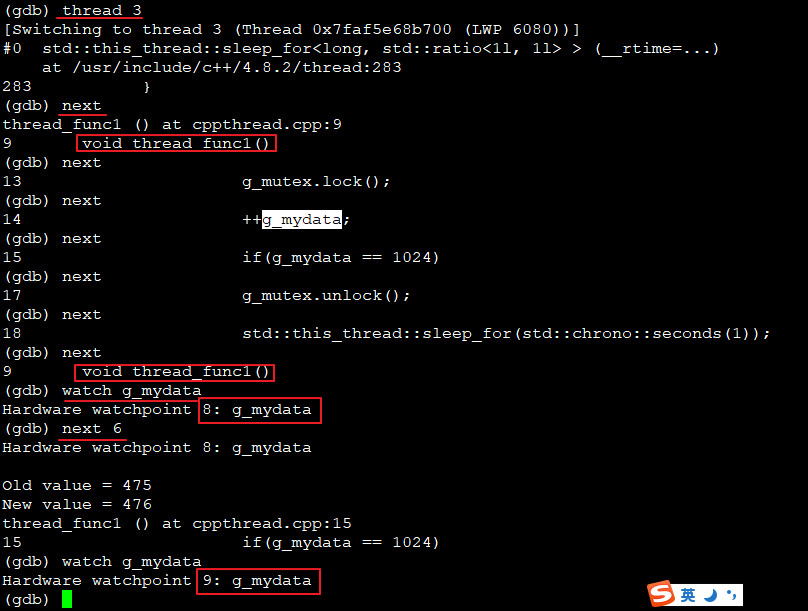 (gdb) thread 3
[Switching to thread 3 (Thread 0x7faf5e68b700 (LWP 6080))]
#0  std::this_thread::sleep_for<long, std::ratio<1l, 1l> > (__rtime=...)
    at /usr/include/c++/4.8.2/thread:283
283           }
(gdb) next
thread_func1 () at cppthread.cpp:9
9       void thread_func1()
(gdb) next
13                      g_mutex.lock();
(gdb) next
14                      ++g_mydata;
(gdb) next
15                      if(g_mydata == 1024)
(gdb) next
17                      g_mutex.unlock();
(gdb) next
18                      std::this_thread::sleep_for(std::chrono::seconds(1));
(gdb) next
9       void thread_func1()
(gdb) watch g_mydata
Hardware watchpoint 8: g_mydata
(gdb) next 6
Hardware watchpoint 8: g_mydata

Old value = 475
New value = 476
thread_func1 () at cppthread.cpp:15
15                      if(g_mydata == 1024)
(gdb) watch g_mydata
Hardware watchpoint 9: g_mydata
(gdb)
S 英